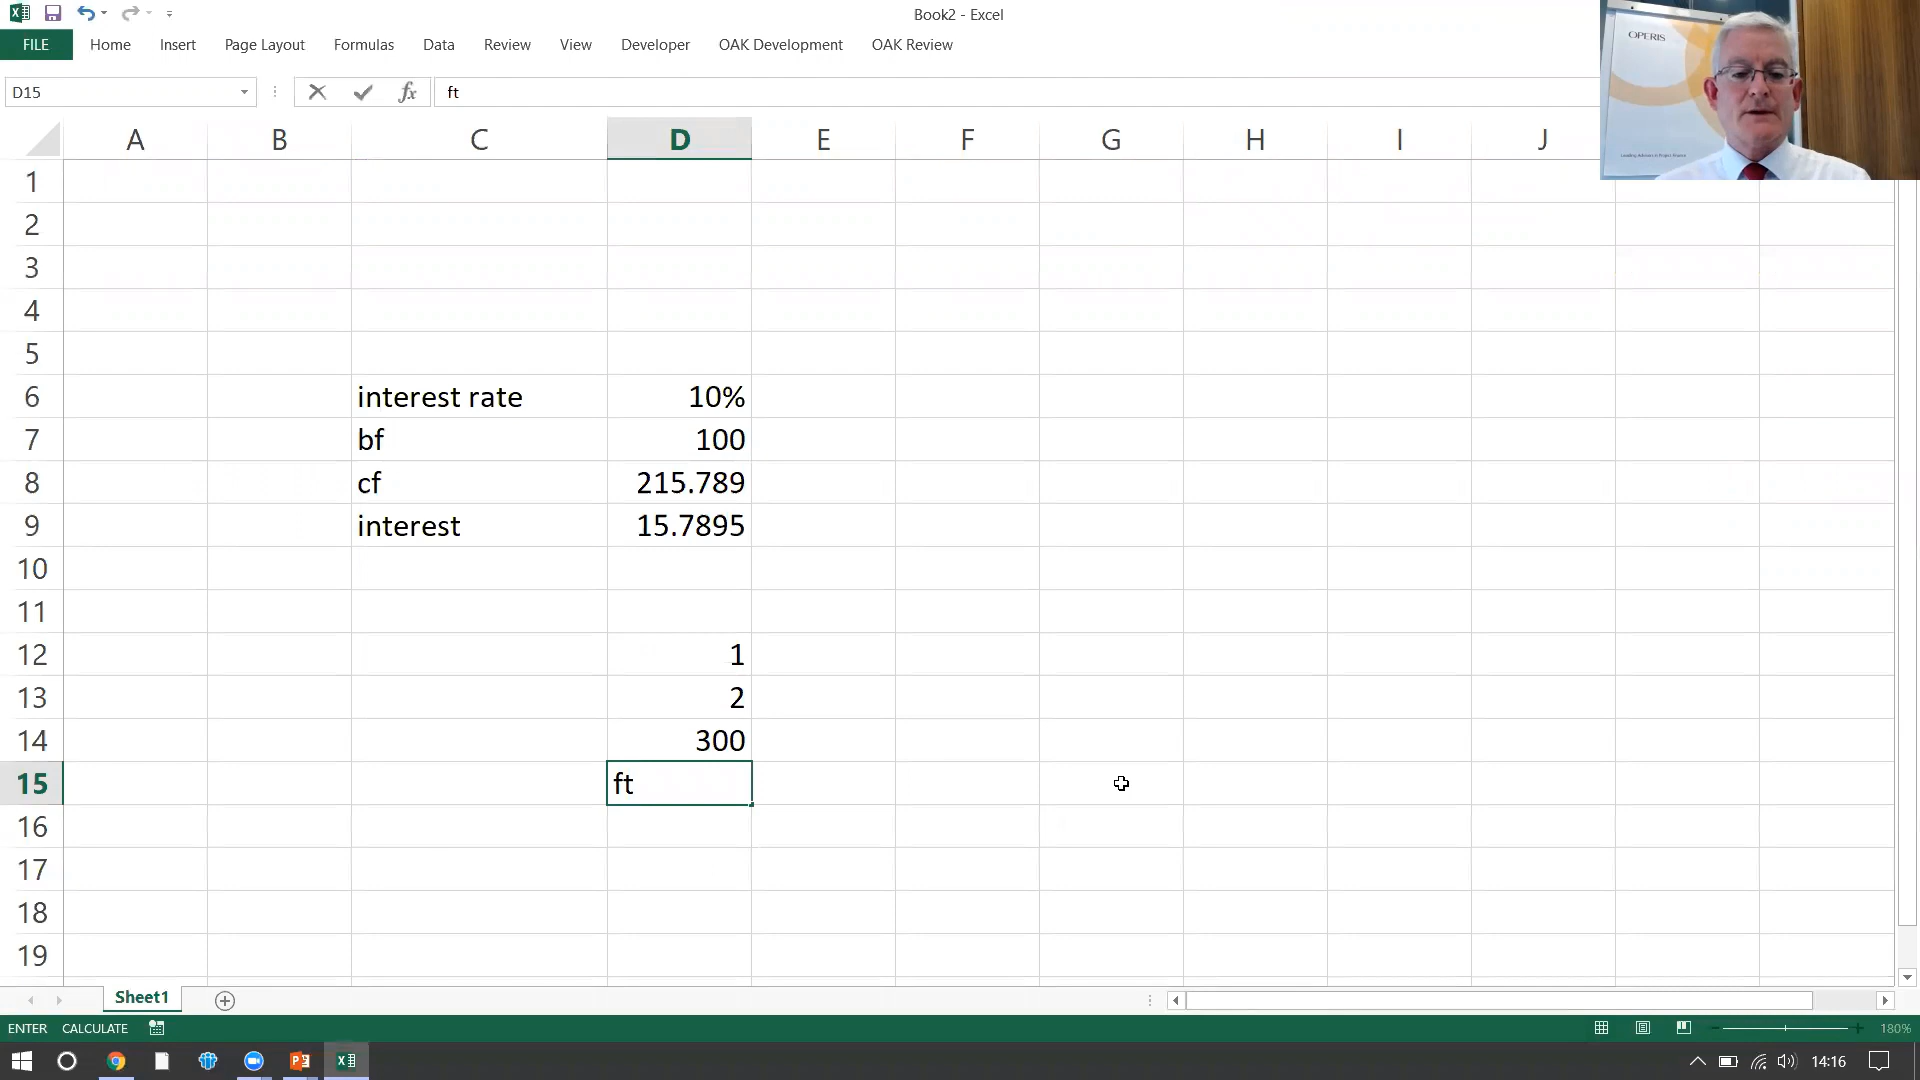 Book2 - Excel
FILE Home Insert Page Layout Formulas Data Review View Developer OAK Development OAK Review
OPERIS
D15 fx ft
A B C D E F G H I J
1
2
3
4
5
6 interest rate 10%
7 bf 100
8 cf 215.789
9 interest 15.7895
10
11
12 1
13 2
14 300
15 ft
16
17
18
19
Sheet1
ENTER CALCULATE 180%
14:16